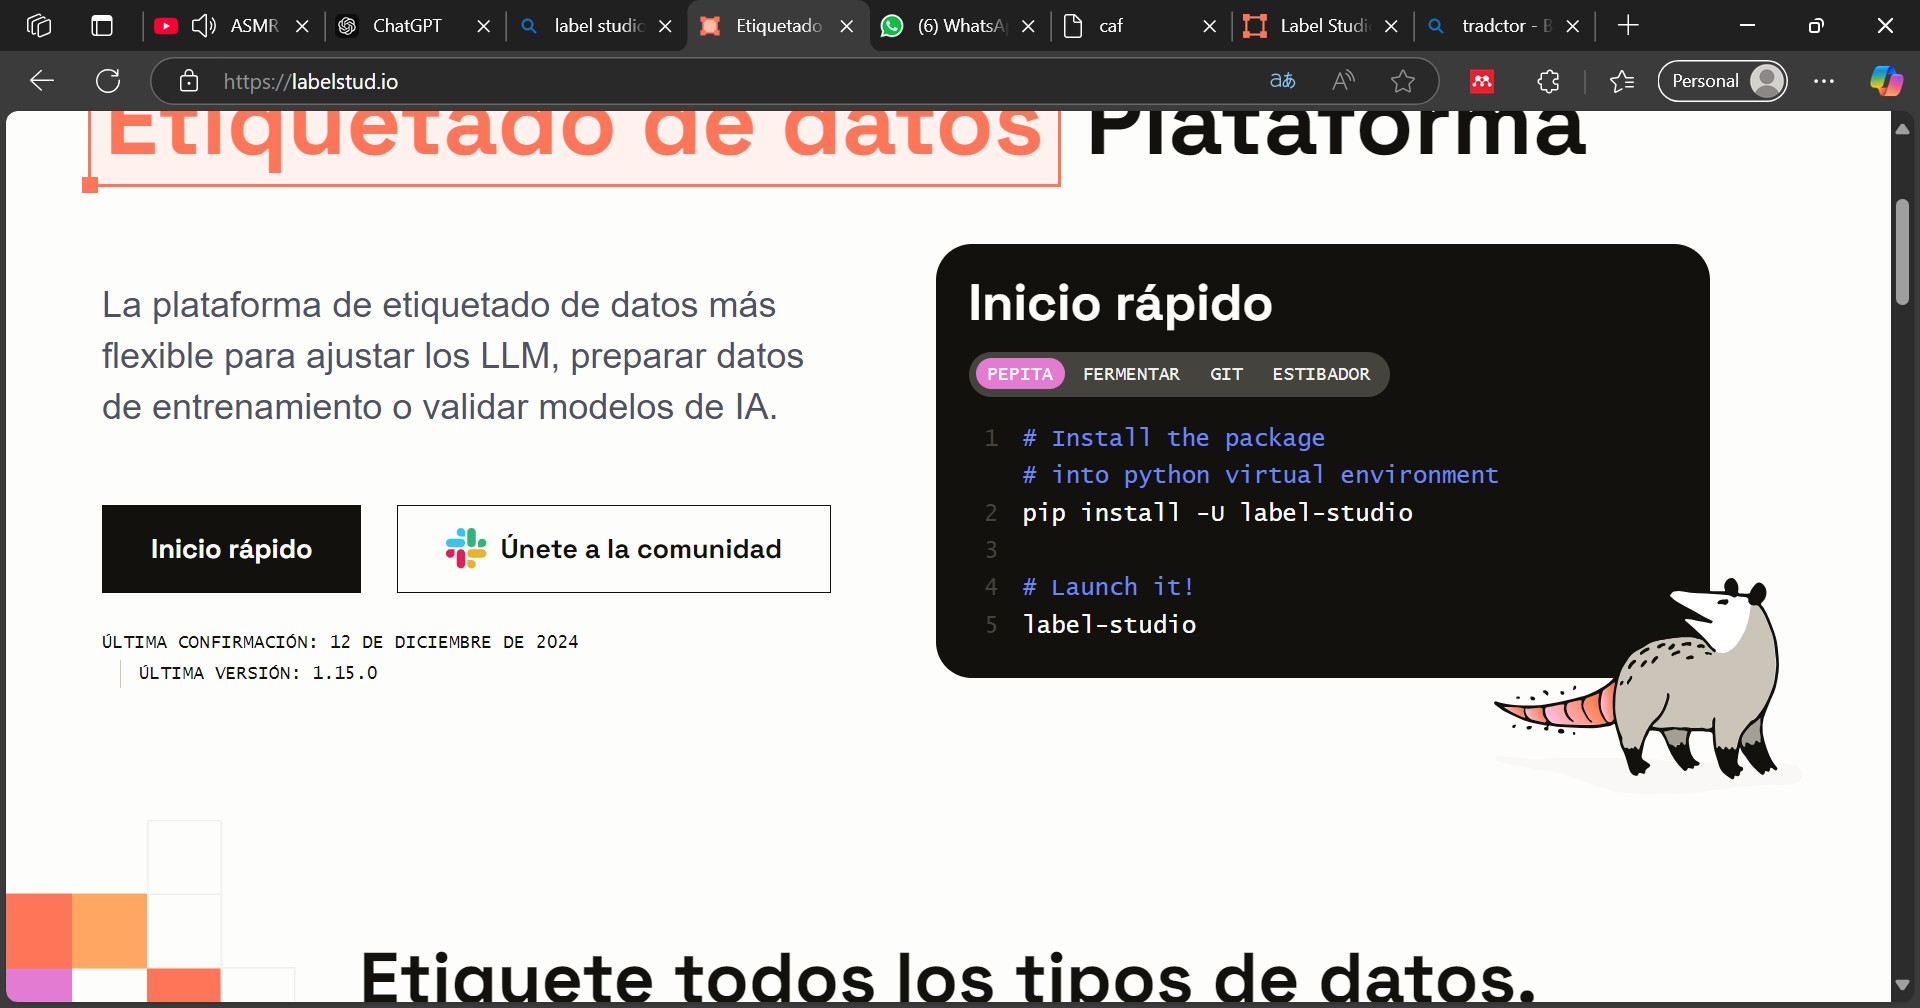 ASMR
ChatGPT
label studio
Etiquetado
(6) WhatsA
caf
Label Studi
tradctor - B
https://labelstud.io
Personal
Etiquetado de datos Plataforma
La plataforma de etiquetado de datos más
flexible para ajustar los LLM, preparar datos
de entrenamiento o validar modelos de IA.
Inicio rápido
Únete a la comunidad
ÚLTIMA CONFIRMACIÓN: 12 DE DICIEMBRE DE 2024
ÚLTIMA VERSIÓN: 1.15.0
Inicio rápido
PEPITA FERMENTAR GIT ESTIBADOR
1 # Install the package
# into python virtual environment
2 pip install -U label-studio
3
4 # Launch it!
5 label-studio
Etiquete todos los tipos de datos.